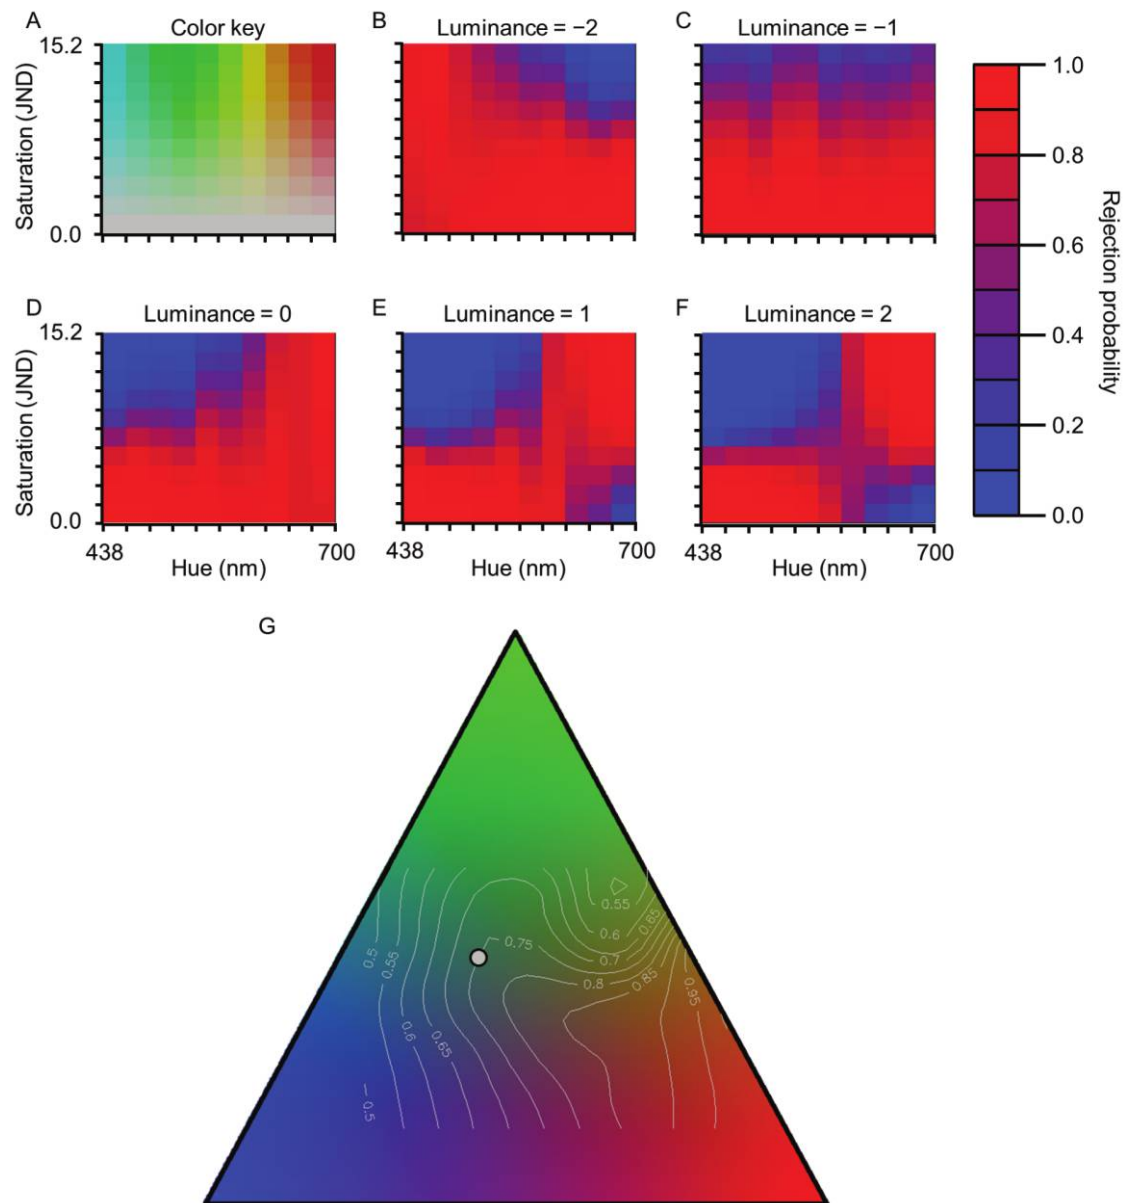 A
Color key
B
Luminance = −2
C
Luminance = −1
15.2
Saturation (JND)
0.0
1.0
0.8
0.6
0.4
0.2
0.0
Rejection probability
D
Luminance = 0
E
Luminance = 1
F
Luminance = 2
15.2
Saturation (JND)
0.0
438
700
438
700
438
700
Hue (nm)
Hue (nm)
Hue (nm)
G
0.55
0.65
0.6
0.75
0.7
0.5
0.55
0.8
0.85
0.95
0.6
0.65
0.5